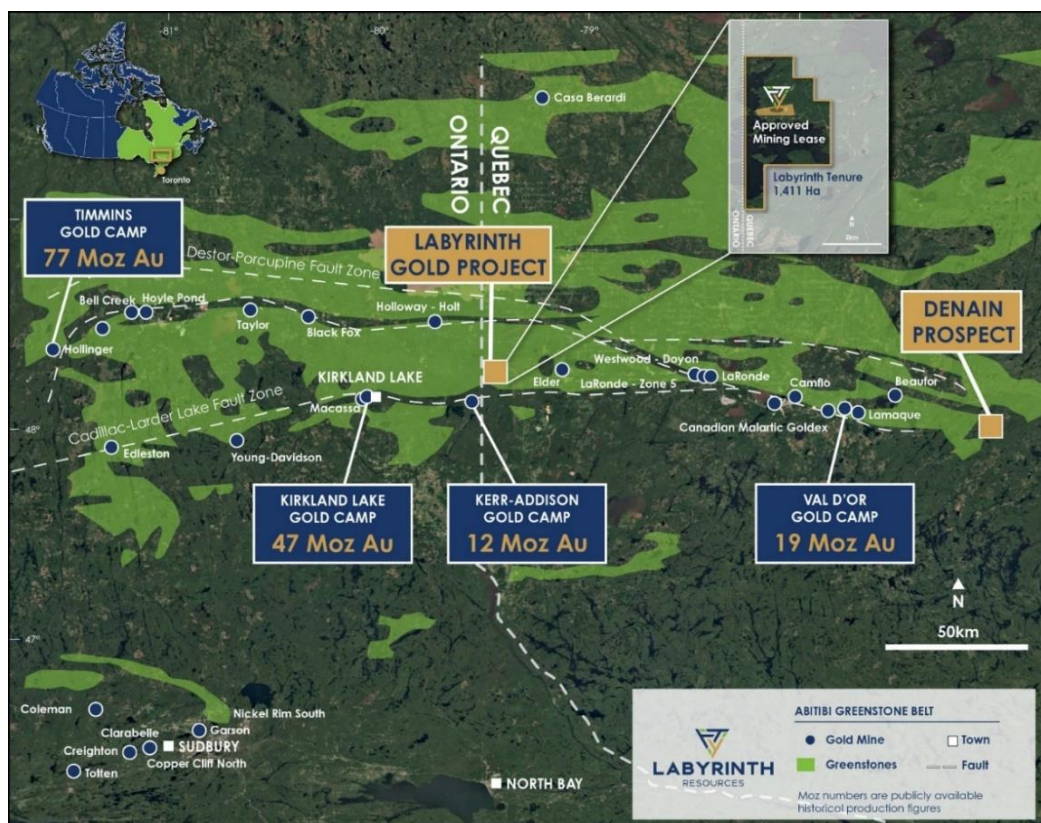 -81°
-80
-79°
Toronto
Casa Berardi
ONTARIO
QUEBEC
Approved
Mining Lease
Labyrinth Tenure
1,411 Ha
ONTARIO
QUEBEC
N
2km
TIMMINS
GOLD CAMP
77 Moz Au
Destor-Porcupine Fault Zone
LABYRINTH
GOLD PROJECT
DENAIN
PROSPECT
Bell Creek
Hoyle Pond
Holloway - Holt
Taylor
Black Fox
Hollinger
Westwood - Doyon
Elder
LaRonde - Zone 5
LaRonde
KIRKLAND LAKE
Macassa
Camflo
Beaufor
Lamaque
Canadian Malartic Goldex
Cadillac-Larder Lake Fault Zone
48°
Edleston
Young-Davidson
KIRKLAND LAKE
GOLD CAMP
47 Moz Au
KERR-ADDISON
GOLD CAMP
12 Moz Au
VAL D'OR
GOLD CAMP
19 Moz Au
N
50km
47°
Coleman
Nickel Rim South
Clarabelle
Garson
Creighton
SUDBURY
Copper Cliff North
Totten
NORTH BAY
LABYRINTH
RESOURCES
ABITIBI GREENSTONE BELT
Gold Mine
Town
Greenstones
Fault
Moz numbers are publicly available
historical production figures